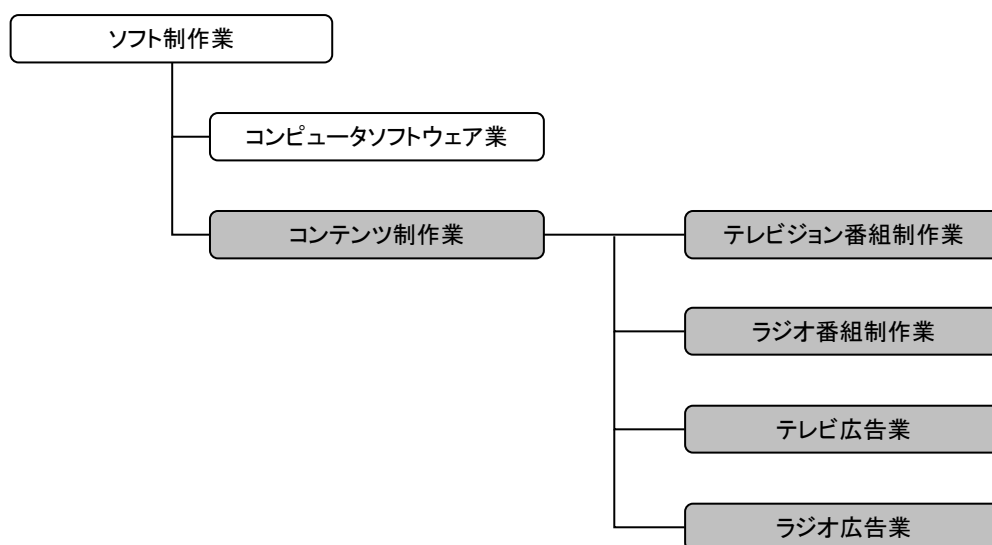 ソフト制作業
コンピュータソフトウェア業
コンテンツ制作業
テレビジョン番組制作業
ラジオ番組制作業
テレビ広告業
ラジオ広告業